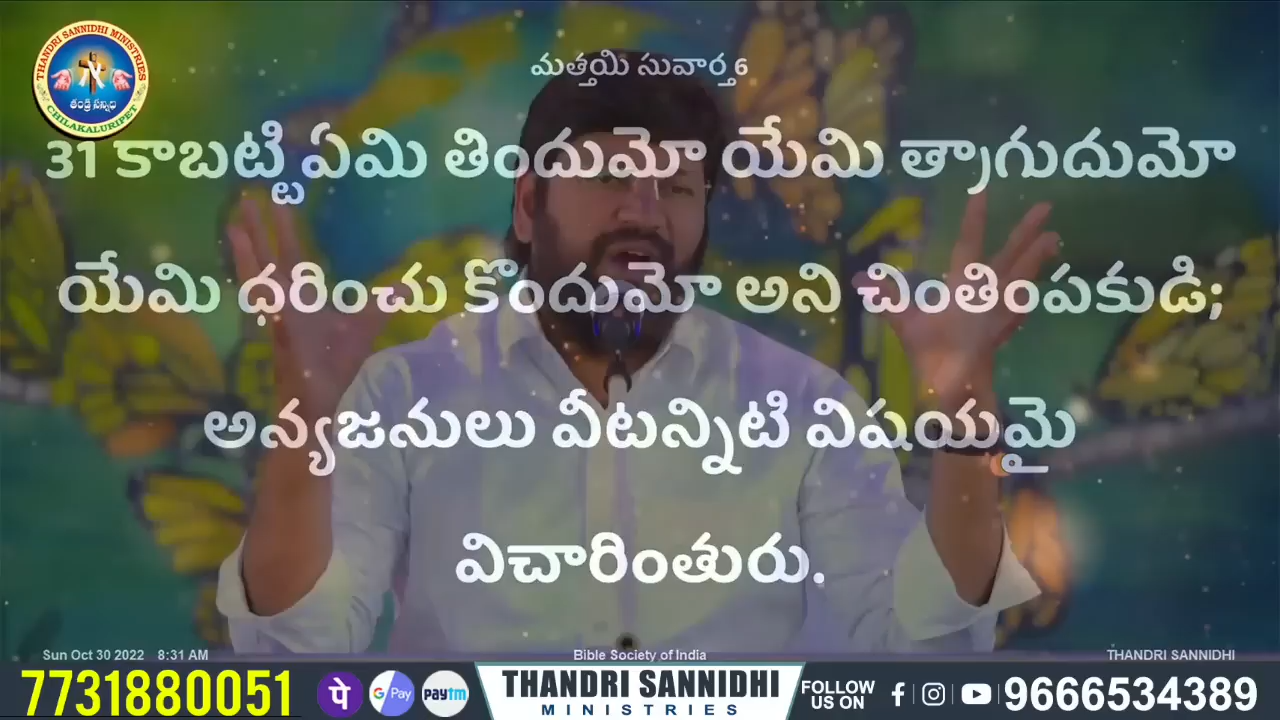 THANDRI SANNIDHI MINISTRIES
తండ్రి సన్నిధి
CHILAKALURIPET
మత్తయి సువార్త 6
31 కాబట్టి ఏమి తిందుమో యేమి త్రాగుదుమో
యేమి ధరించు కొందుమో అని చింతింపకుడి;
అన్యజనులు వీటన్నిటి విషయమై
విచారింతురు.
Sun Oct 30 2022 8:31 AM
Bible Society of India
THANDRI SANNIDHI
7731880051
पे
G Pay
paytm
THANDRI SANNIDHI
MINISTRIES
FOLLOW
US ON
9666534389